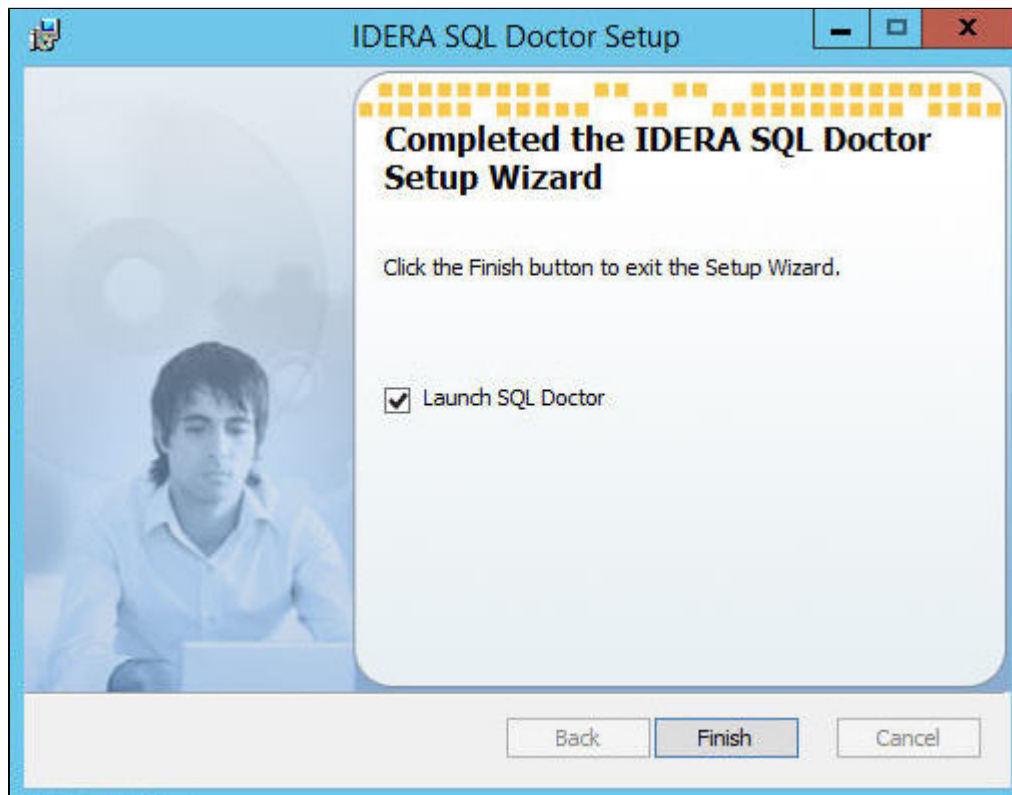 IDERA SQL Doctor Setup
Completed the IDERA SQL Doctor
Setup Wizard
Click the Finish button to exit the Setup Wizard.
Launch SQL Doctor
Back
Finish
Cancel